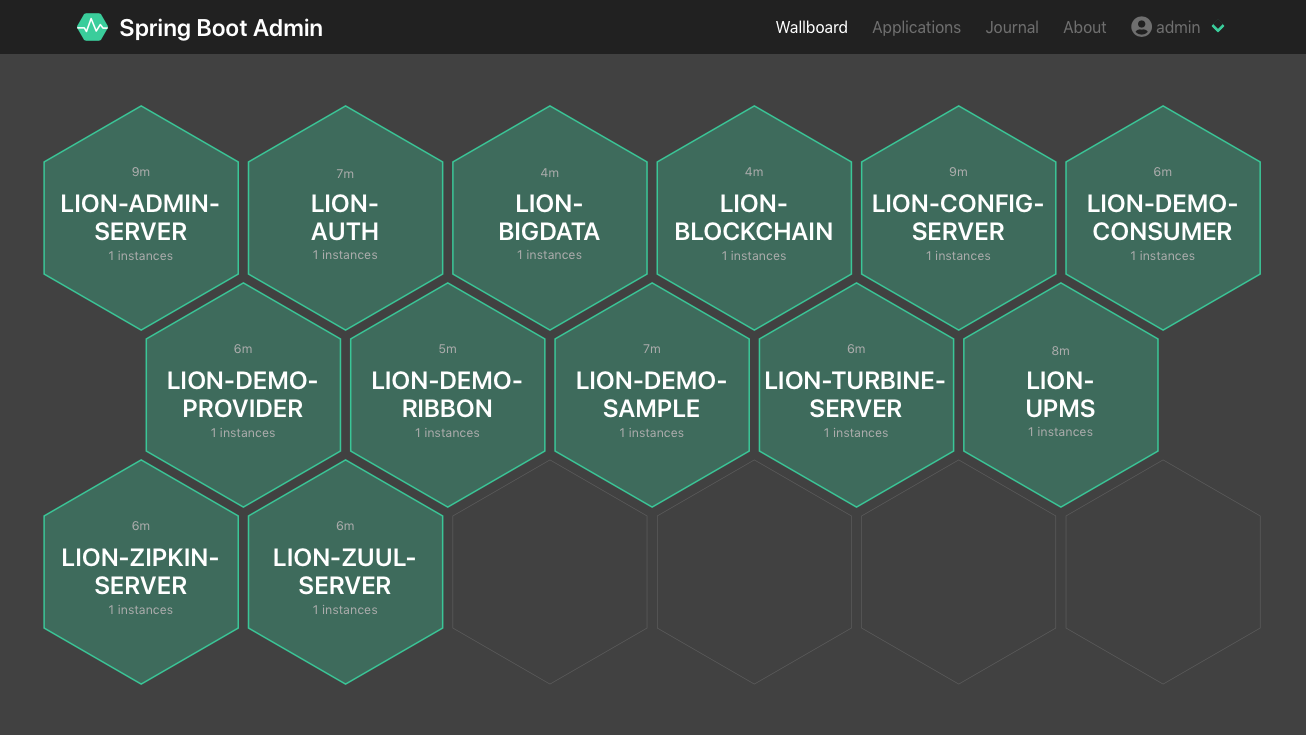 Spring Boot Admin
Wallboard
Applications
Journal
About
admin
9m
LION-ADMIN-
SERVER
1 instances
7m
LION-
AUTH
1 instances
4m
LION-
BIGDATA
1 instances
4m
LION-
BLOCKCHAIN
1 instances
9m
LION-CONFIG-
SERVER
1 instances
6m
LION-DEMO-
CONSUMER
1 instances
6m
LION-DEMO-
PROVIDER
1 instances
5m
LION-DEMO-
RIBBON
1 instances
7m
LION-DEMO-
SAMPLE
1 instances
6m
LION-TURBINE-
SERVER
1 instances
8m
LION-
UPMS
1 instances
6m
LION-ZIPKIN-
SERVER
1 instances
6m
LION-ZUUL-
SERVER
1 instances